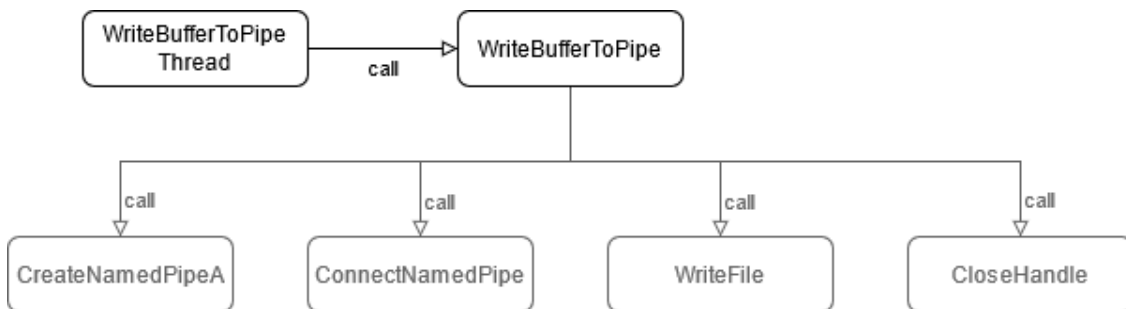 WriteBufferToPipe
Thread
call
WriteBufferToPipe
call
call
call
call
CreateNamedPipeA
ConnectNamedPipe
WriteFile
CloseHandle